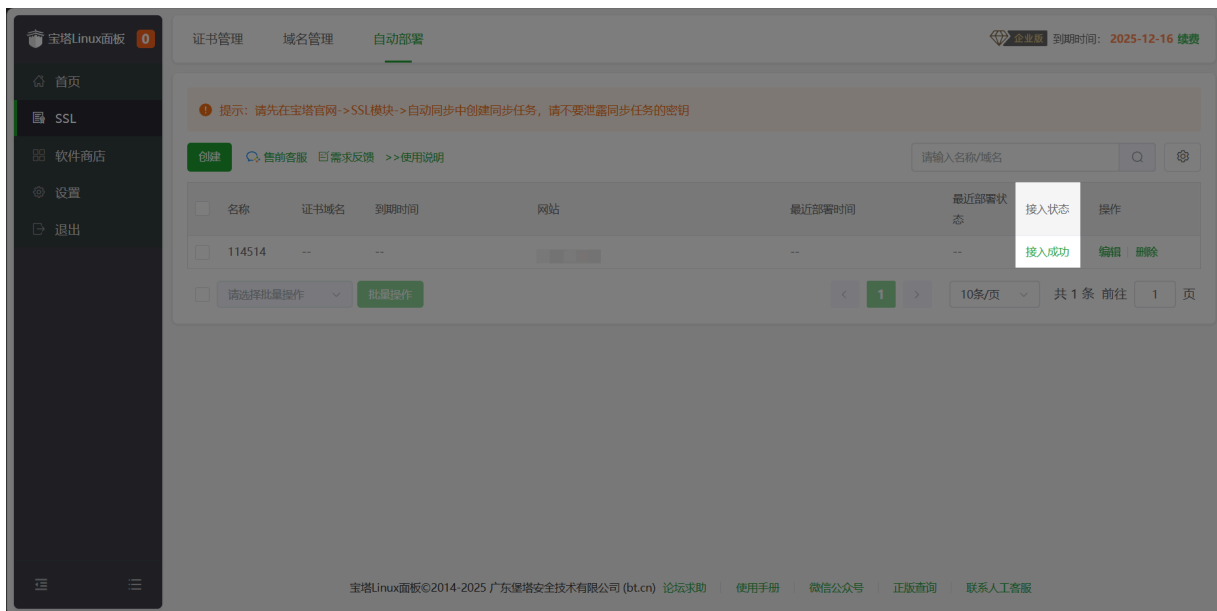 宝塔Linux面板 0
首页
SSL
软件商店
设置
退出
证书管理 域名管理 自动部署
企业版 到期时间：2025-12-16 续费
提示：请先在宝塔官网->SSL模块->自动同步中创建同步任务，请不要泄露同步任务的密钥
创建 售前客服 需求反馈 >>使用说明 请输入名称/域名
名称 证书域名 到期时间 网站 最近部署时间 最近部署状态 接入状态 操作
114514 -- -- -- -- 接入成功 编辑 删除
请选择批量操作 批量操作 1 10条/页 共 1 条 前往 1 页
宝塔Linux面板©2014-2025 广东堡塔安全技术有限公司 (bt.cn) 论坛求助 使用手册 微信公众号 正版查询 联系人工客服